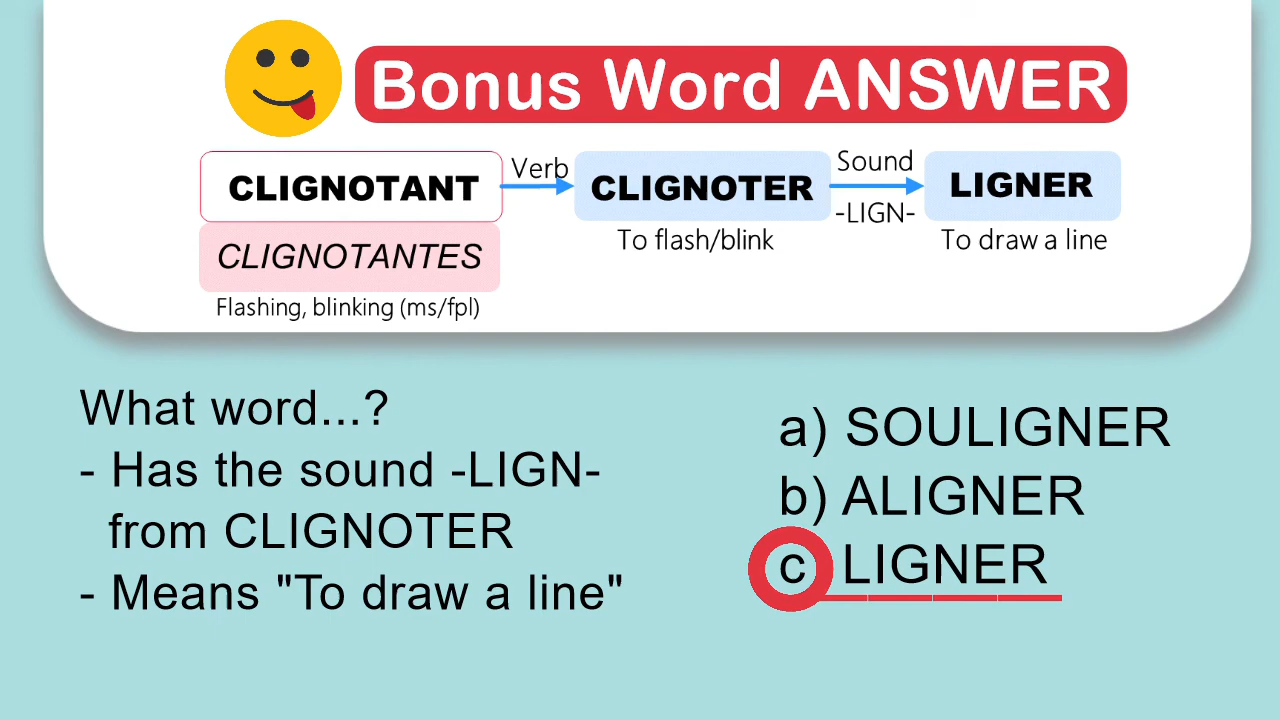 Bonus Word ANSWER
CLIGNOTANT
Verb
CLIGNOTER
Sound
-LIGN-
LIGNER
CLIGNOTANTES
To flash/blink
To draw a line
Flashing, blinking (ms/fpl)
What word...?
- Has the sound -LIGN-
from CLIGNOTER
- Means "To draw a line"
a) SOULIGNER
b) ALIGNER
c LIGNER